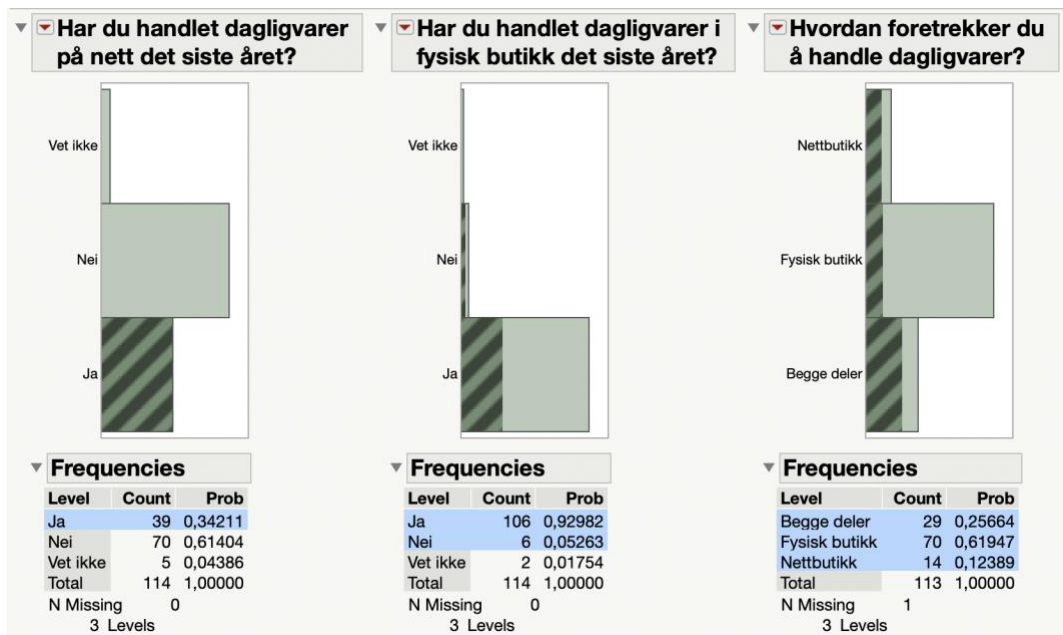 Har du handlet dagligvarer
på nett det siste året?
Vet ikke
Nei
Ja
Frequencies
Level Count Prob
Ja 39 0,34211
Nei 70 0,61404
Vet ikke 5 0,04386
Total 114 1,00000
N Missing 0
3 Levels
Har du handlet dagligvarer i
fysisk butikk det siste året?
Vet ikke
Nei
Ja
Frequencies
Level Count Prob
Ja 106 0,92982
Nei 6 0,05263
Vet ikke 2 0,01754
Total 114 1,00000
N Missing 0
3 Levels
Hvordan foretrekker du
å handle dagligvarer?
Nettbutikk
Fysisk butikk
Begge deler
Frequencies
Level Count Prob
Begge deler 29 0,25664
Fysisk butikk 70 0,61947
Nettbutikk 14 0,12389
Total 113 1,00000
N Missing 1
3 Levels